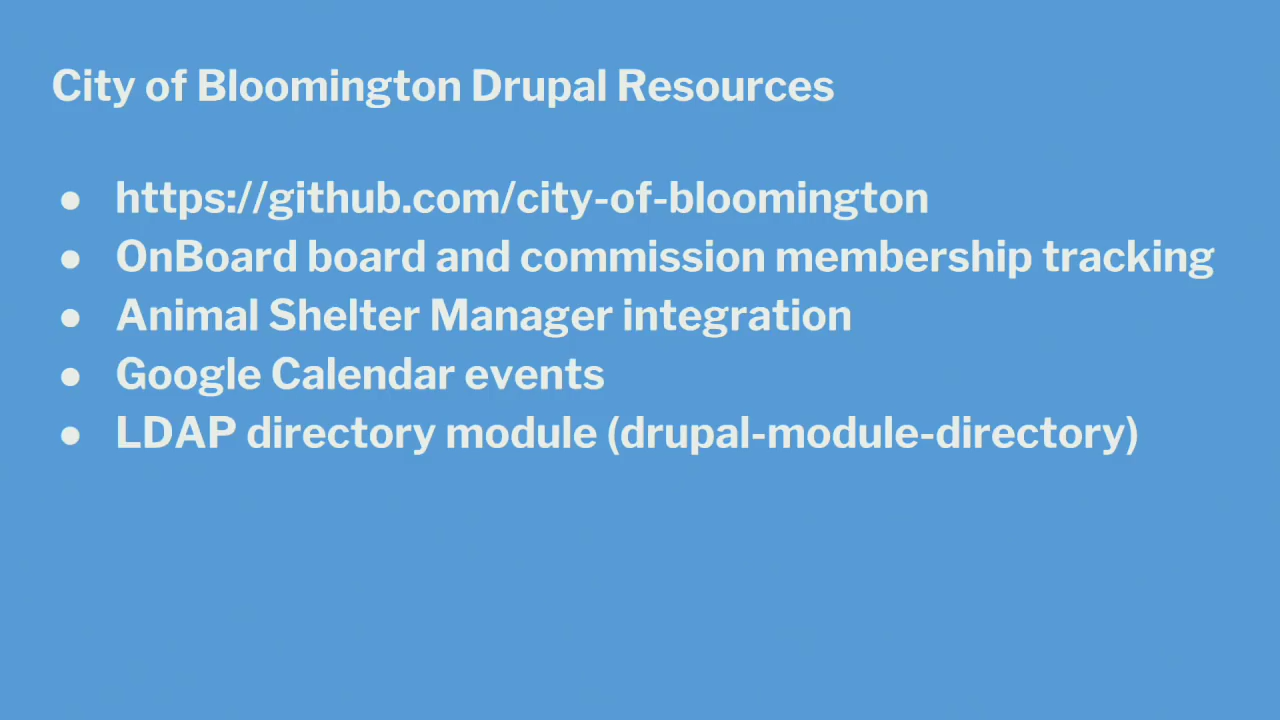 City of Bloomington Drupal Resources
● https://github.com/city-of-bloomington
● OnBoard board and commission membership tracking
● Animal Shelter Manager integration
● Google Calendar events
● LDAP directory module (drupal-module-directory)